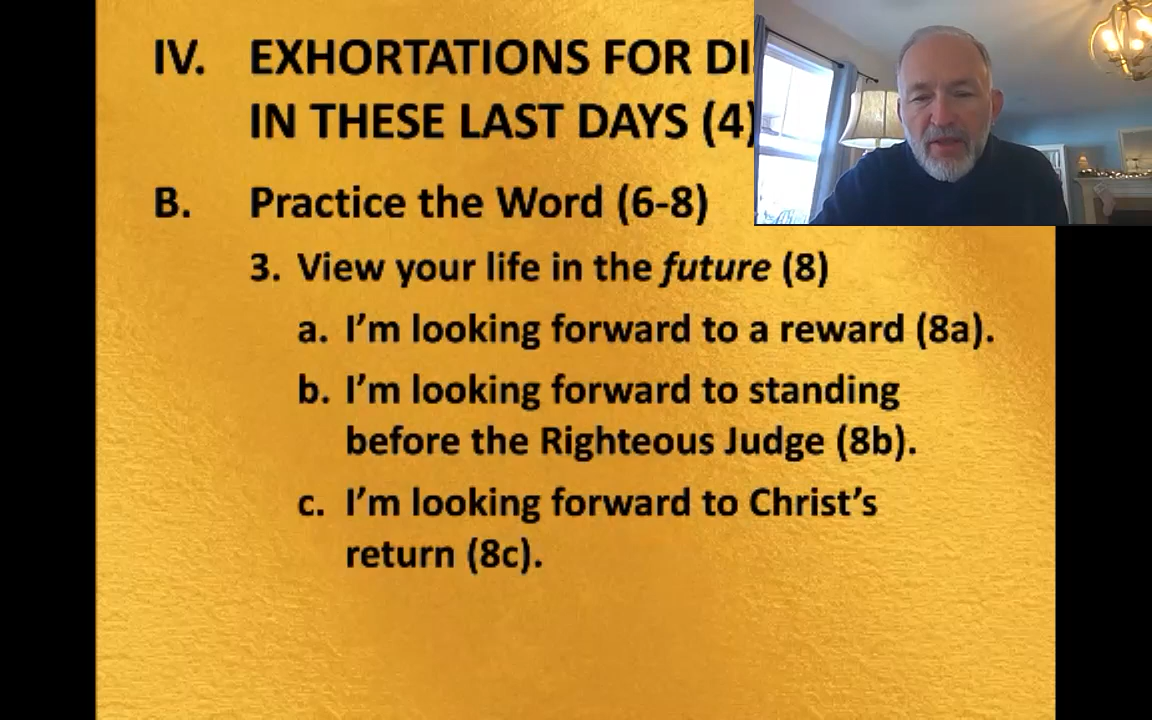 IV. EXHORTATIONS FOR
IN THESE LAST DAYS (4)
B. Practice the Word (6-8)
3. View your life in the future (8)
a. I’m looking forward to a reward (8a).
b. I’m looking forward to standing
before the Righteous Judge (8b).
c. I’m looking forward to Christ’s
return (8c).